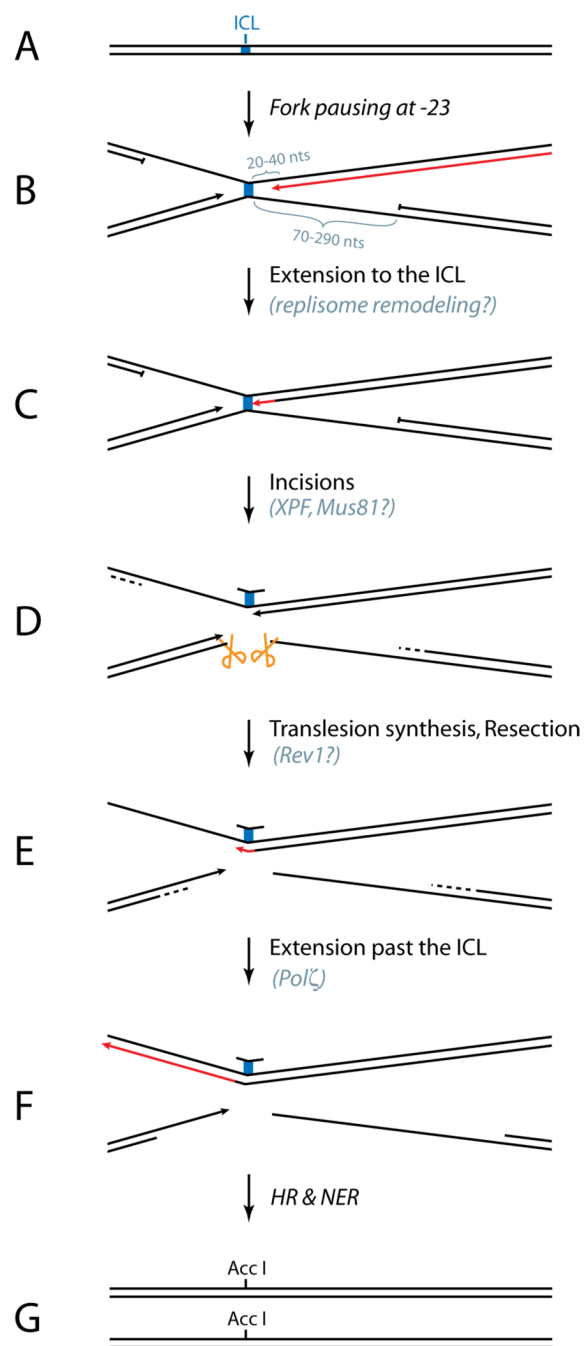 ICL
A
Fork pausing at -23
20-40 nts
B
70-290 nts
Extension to the ICL
(replisome remodeling?)
C
Incisions
(XPF, Mus81?)
D
Translesion synthesis, Resection
(Rev1?)
E
Extension past the ICL
(Polζ)
F
HR & NER
Acc I
G
Acc I